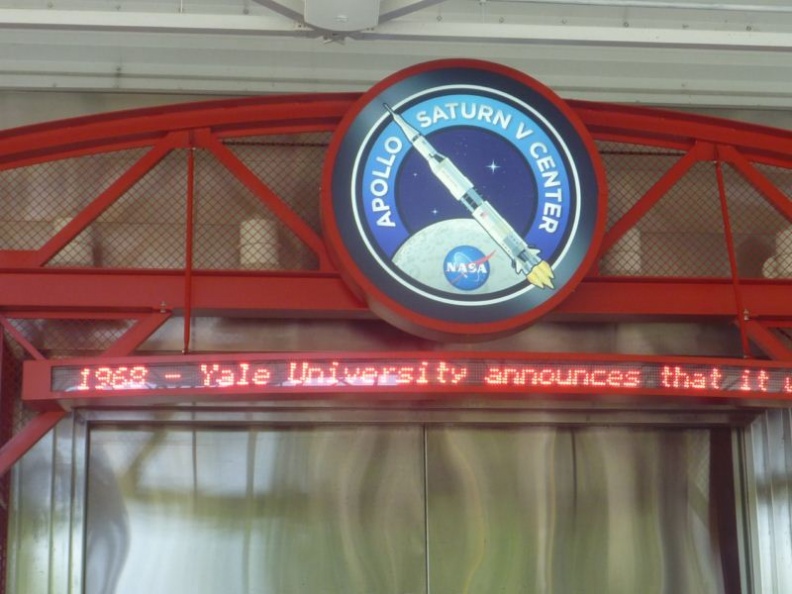 APOLLO SATURN V CENTER
NASA
1968 - Yale University announces that it